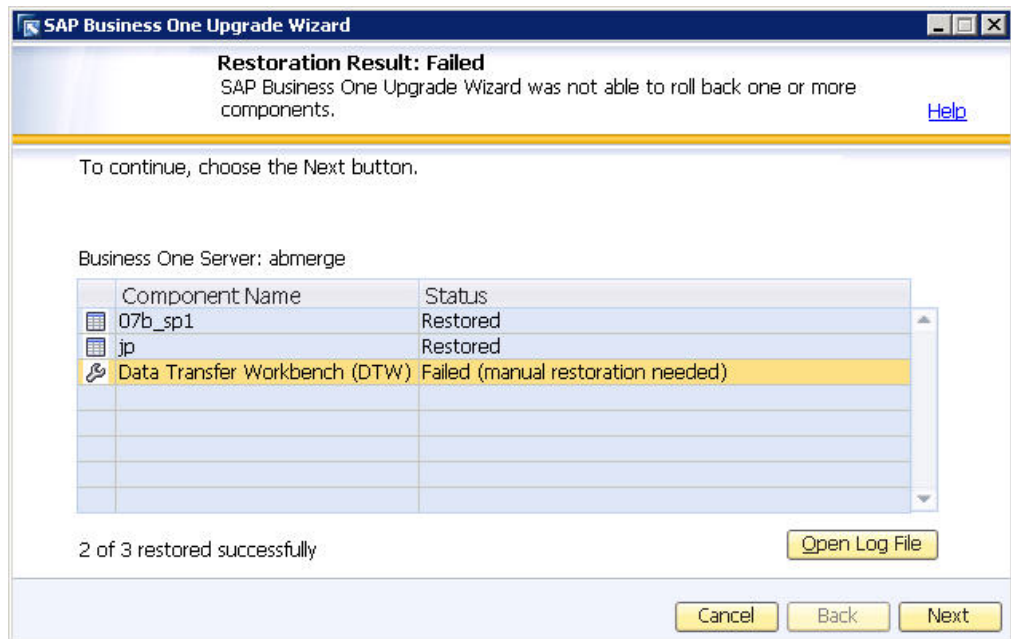 SAP Business One Upgrade Wizard
Restoration Result: Failed
SAP Business One Upgrade Wizard was not able to roll back one or more
components.
Help
To continue, choose the Next button.
Business One Server: abmerge
Component Name Status
07b_sp1 Restored
jp Restored
Data Transfer Workbench (DTW) Failed (manual restoration needed)
2 of 3 restored successfully
Open Log File
Cancel Back Next